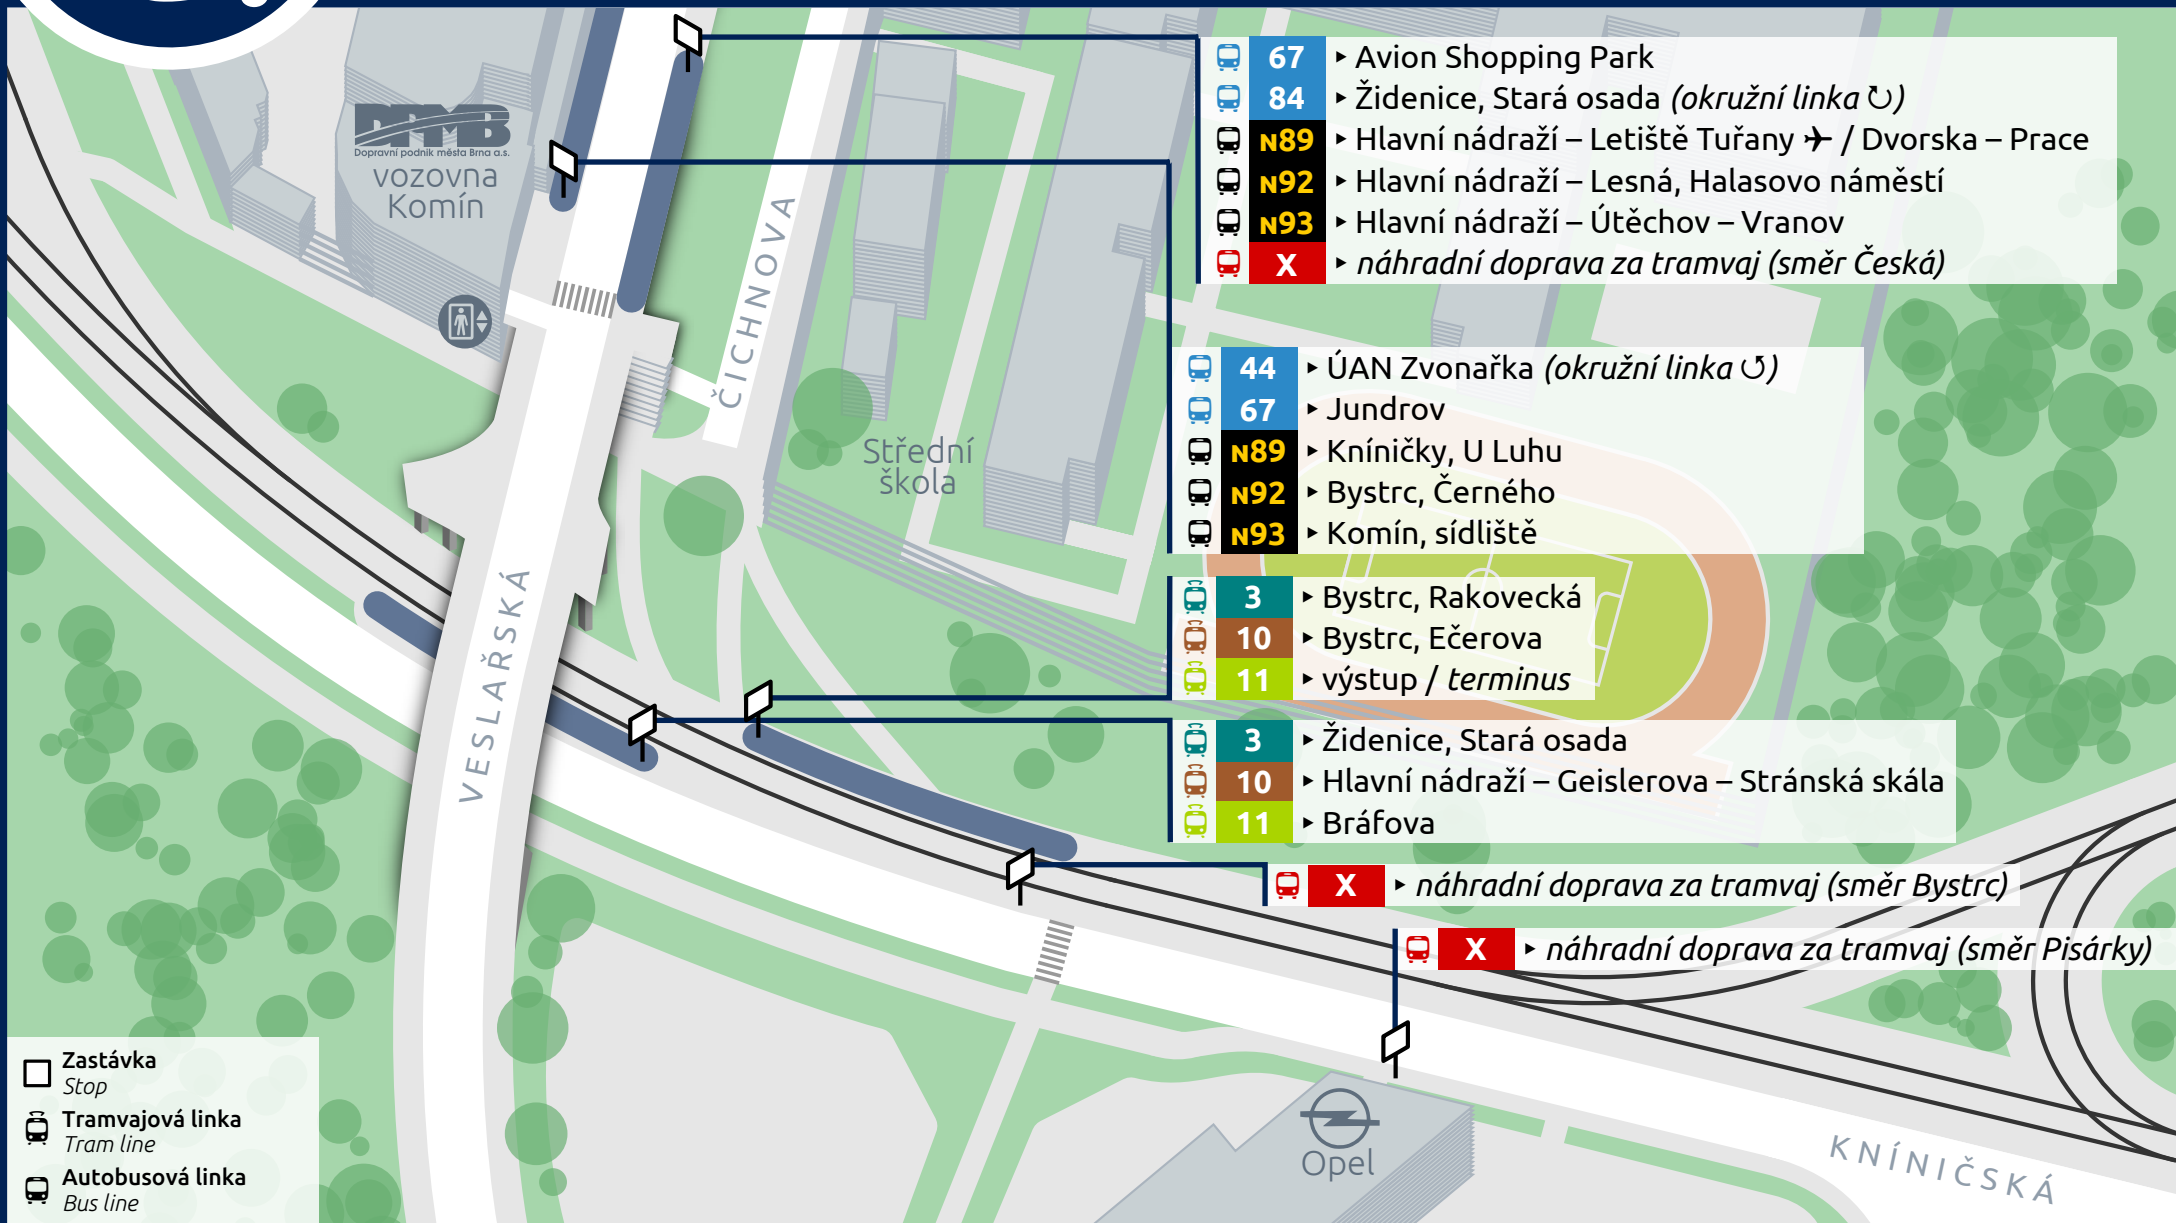 67 ‣ Avion Shopping Park
84 ‣ Židenice, Stará osada (okružní linka ↻)
N89 ‣ Hlavní nádraží – Letiště Tuřany ✈ / Dvorska – Prace
N92 ‣ Hlavní nádraží – Lesná, Halasovo náměstí
N93 ‣ Hlavní nádraží – Útěchov – Vranov
X ‣ náhradní doprava za tramvaj (směr Česká)
DPMB
Dopravní podnik města Brna a.s.
vozovna
Komín
ČICHNOVA
44 ‣ ÚAN Zvonařka (okružní linka ↺)
67 ‣ Jundrov
N89 ‣ Kníničky, U Luhu
N92 ‣ Bystrc, Černého
N93 ‣ Komín, sídliště
Střední
škola
VESLAŘSKÁ
3 ‣ Bystrc, Rakovecká
10 ‣ Bystrc, Ečerova
11 ‣ výstup / terminus
3 ‣ Židenice, Stará osada
10 ‣ Hlavní nádraží – Geislerova – Stránská skála
11 ‣ Bráfova
X ‣ náhradní doprava za tramvaj (směr Bystrc)
X ‣ náhradní doprava za tramvaj (směr Pisárky)
Opel
KNÍNIČSKÁ
Zastávka
Stop
Tramvajová linka
Tram line
Autobusová linka
Bus line